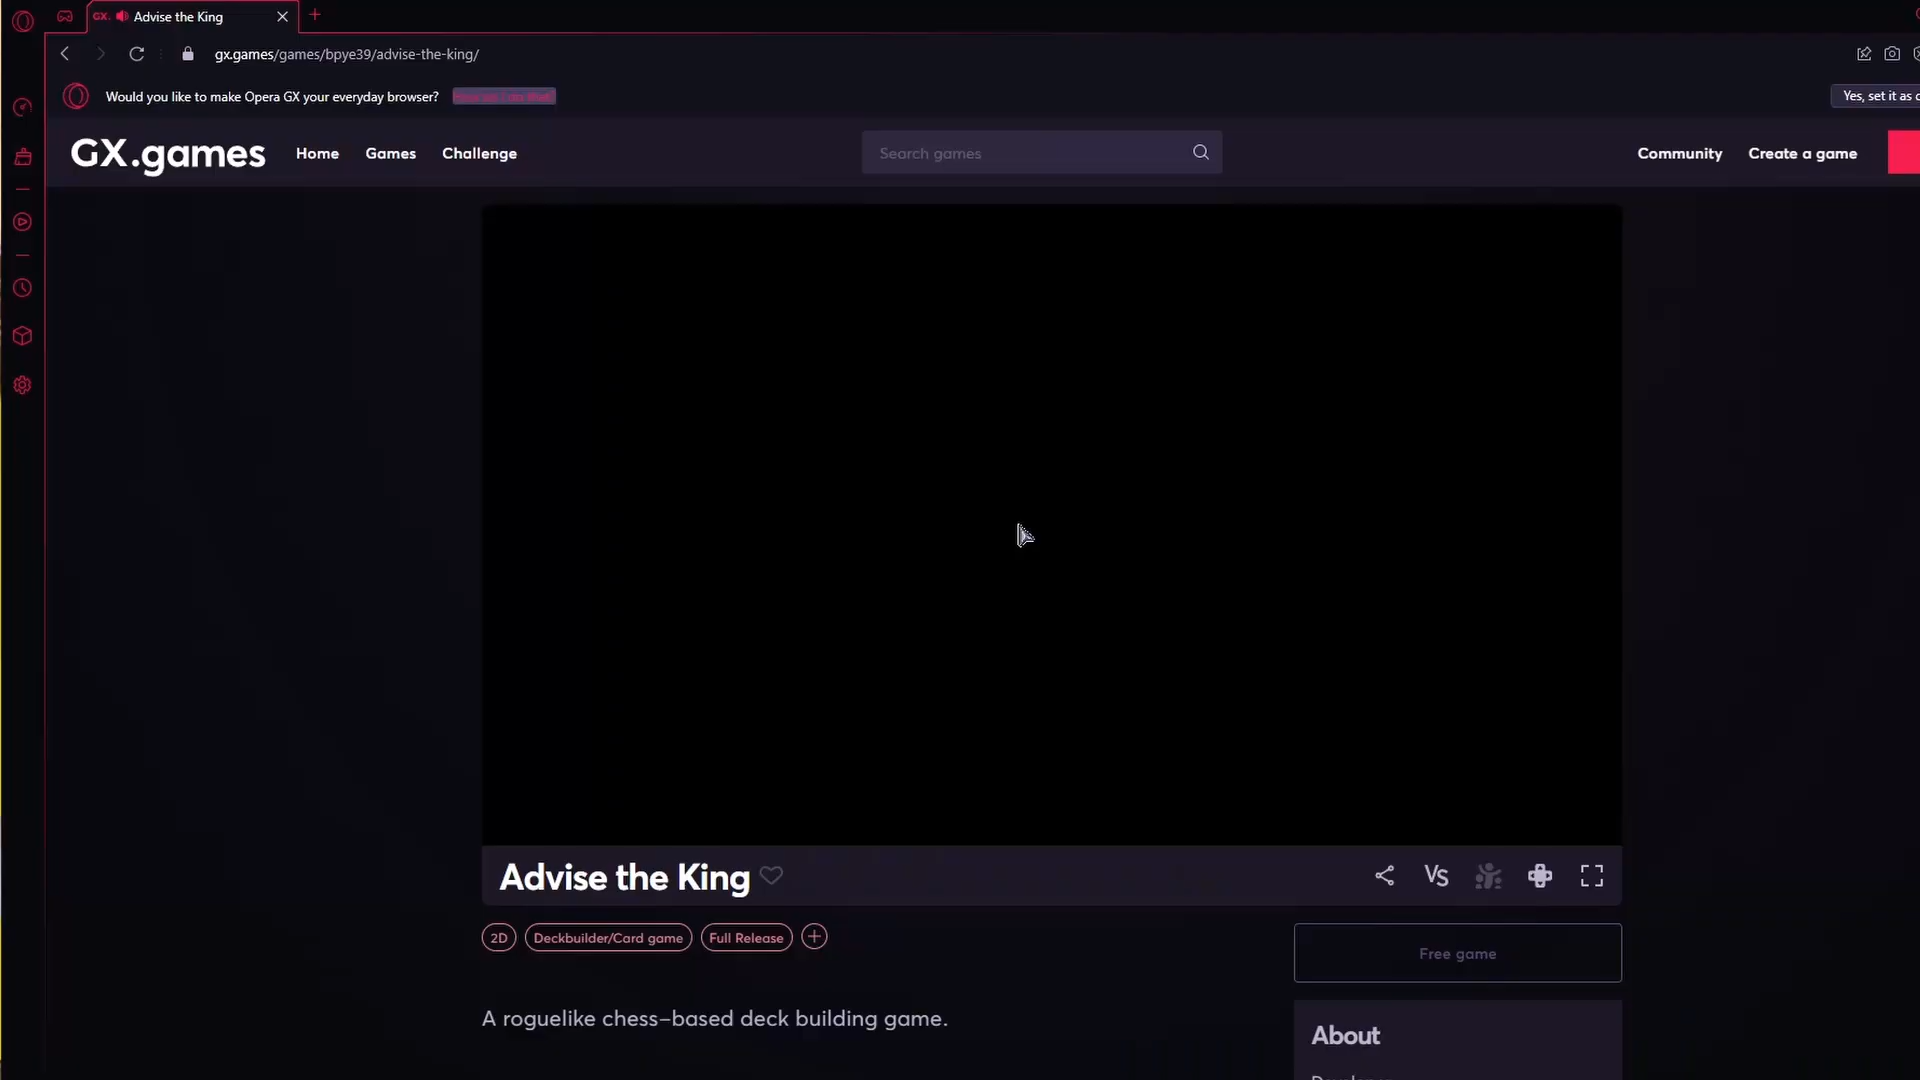 GX. Advise the King
gx.games/games/bpye39/advise-the-king/
Would you like to make Opera GX your everyday browser?
Yes, set it as
GX.games Home Games Challenge Search games Community Create a game
Advise the King Vs
2D Deckbuilder/Card game Full Release
Free game
A roguelike chess-based deck building game.
About